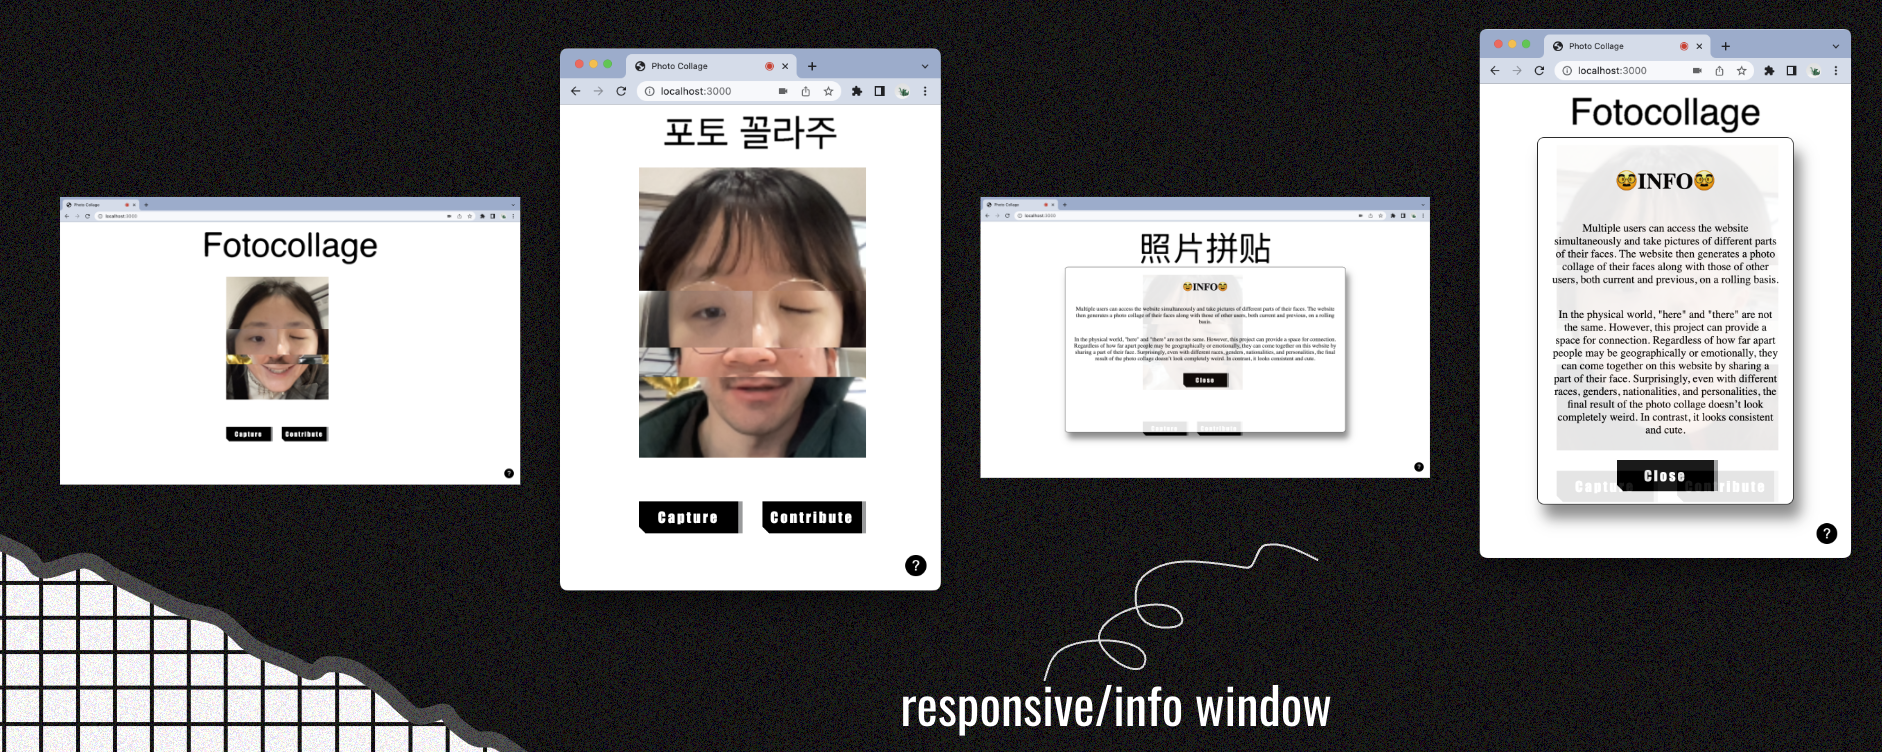 Photo Collage
localhost:3000
Fotocollage
Capture
Contribute
?
Photo Collage
localhost:3000
포토 꼴라주
Capture
Contribute
?
Photo Collage
localhost:3000
照片拼贴
🥸INFO🥸
Multiple users can access the website simultaneously and take pictures of different parts of their faces. The website
then generates a photo collage of their faces along with those of other users, both current and previous, on a rolling
basis.
In the physical world, "here" and "there" are not the same. However, this project can provide a space for connection.
Regardless of how far apart people may be geographically or emotionally, they can come together on this website by
sharing a part of their face. Surprisingly, even with different races, genders, nationalities, and personalities, the final
result of the photo collage doesn't look completely weird. In contrast, it looks consistent and cute.
Close
Capture
Contribute
?
Photo Collage
localhost:3000
Fotocollage
🥸INFO🥸
Multiple users can access the website
simultaneously and take pictures of different parts
of their faces. The website then generates a photo
collage of their faces along with those of other
users, both current and previous, on a rolling basis.
In the physical world, "here" and "there" are not
the same. However, this project can provide a
space for connection. Regardless of how far apart
people may be geographically or emotionally, they
can come together on this website by sharing a
part of their face. Surprisingly, even with different
races, genders, nationalities, and personalities, the
final result of the photo collage doesn't look
completely weird. In contrast, it looks consistent
and cute.
Close
Capture
Contribute
?
responsive/info window